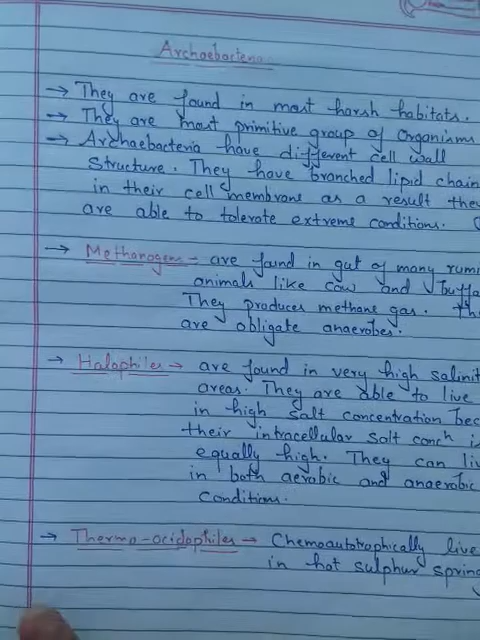 Archaebacteria
→ They are found in most harsh habitats.
→ They are most primitive group of Organisms
→ Archaebacteria have different cell wall
Structure. They have branched lipid chain
in their cell membrane as a result they
are able to tolerate extreme conditions.
→ Methanogens - are found in gut of many rumi
animals like cow and buffa
They produces methane gas. Th
are obligate anaerobes.
→ Halophiles → are found in very high salinit
areas. They are able to live
in high salt concentration bec
their intracellular salt conc^n i
equally high. They can liv
in both aerobic and anaerobic
Conditions.
→ Thermo-acidophiles → Chemoautotrophically live
in hot sulphur spring